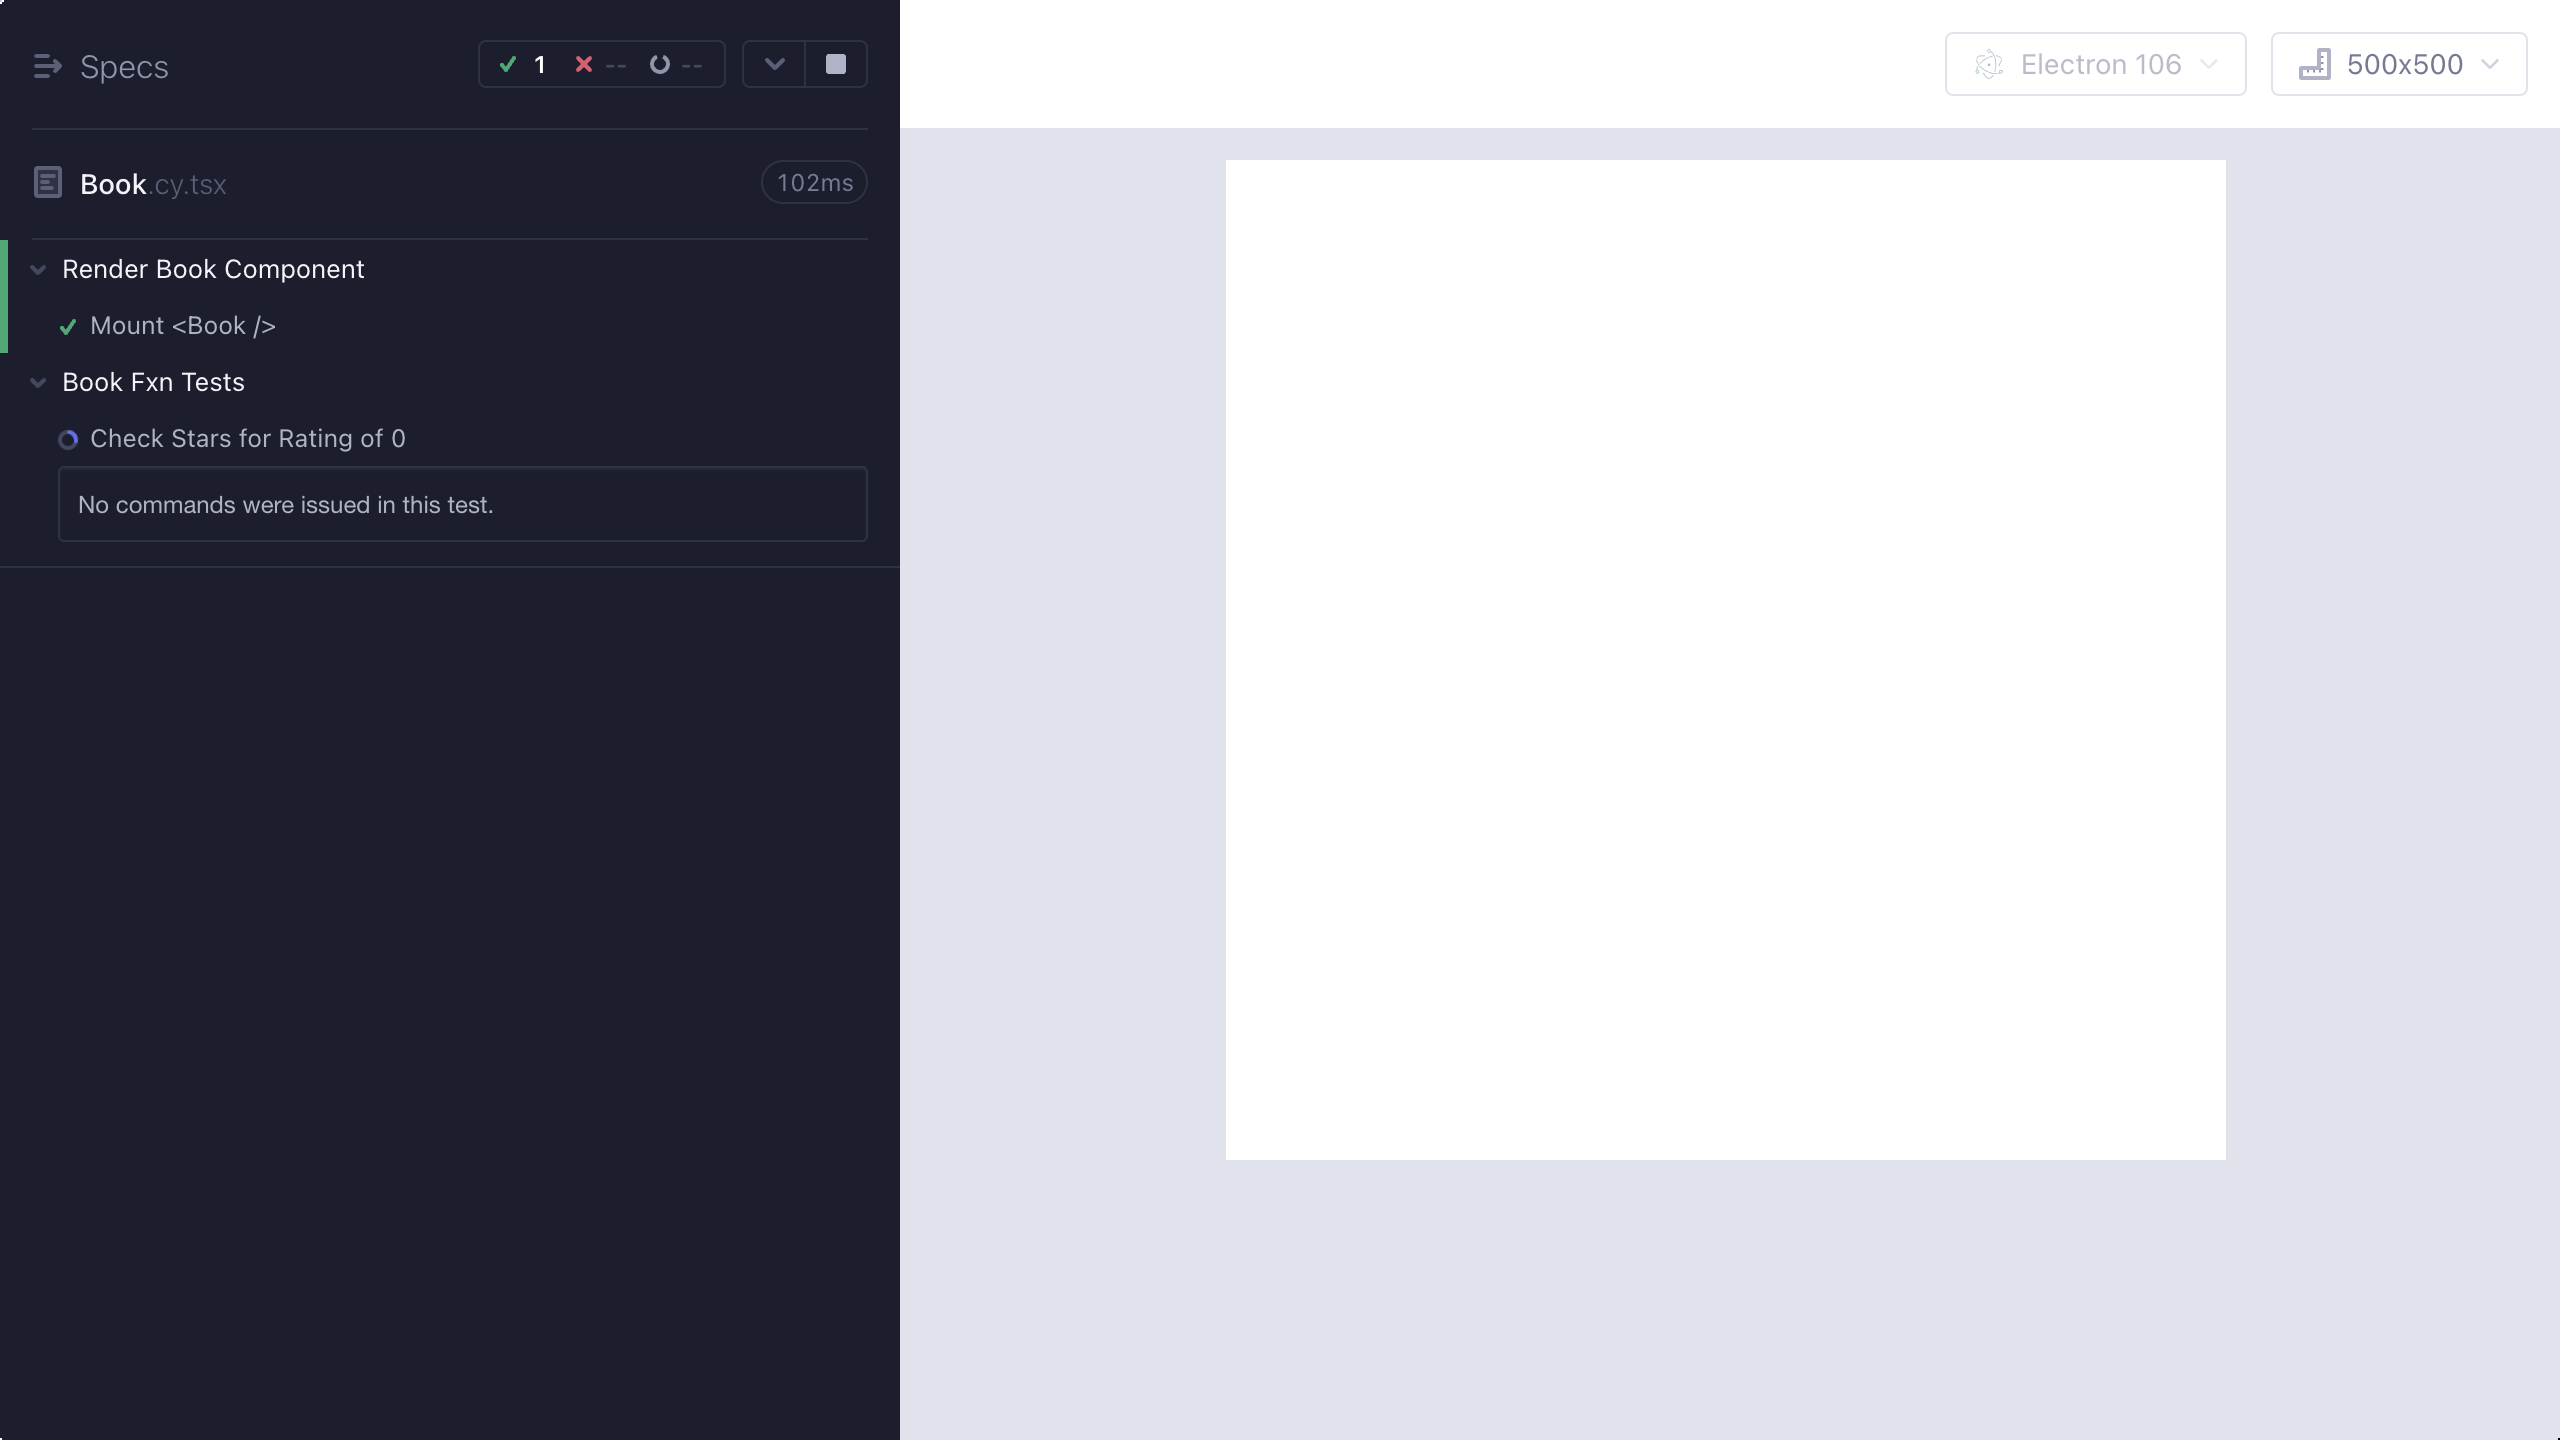 Specs
1 -- --
Electron 106
500x500
Book.cy.tsx
102ms
Render Book Component
Mount <Book />
Book Fxn Tests
Check Stars for Rating of 0
No commands were issued in this test.